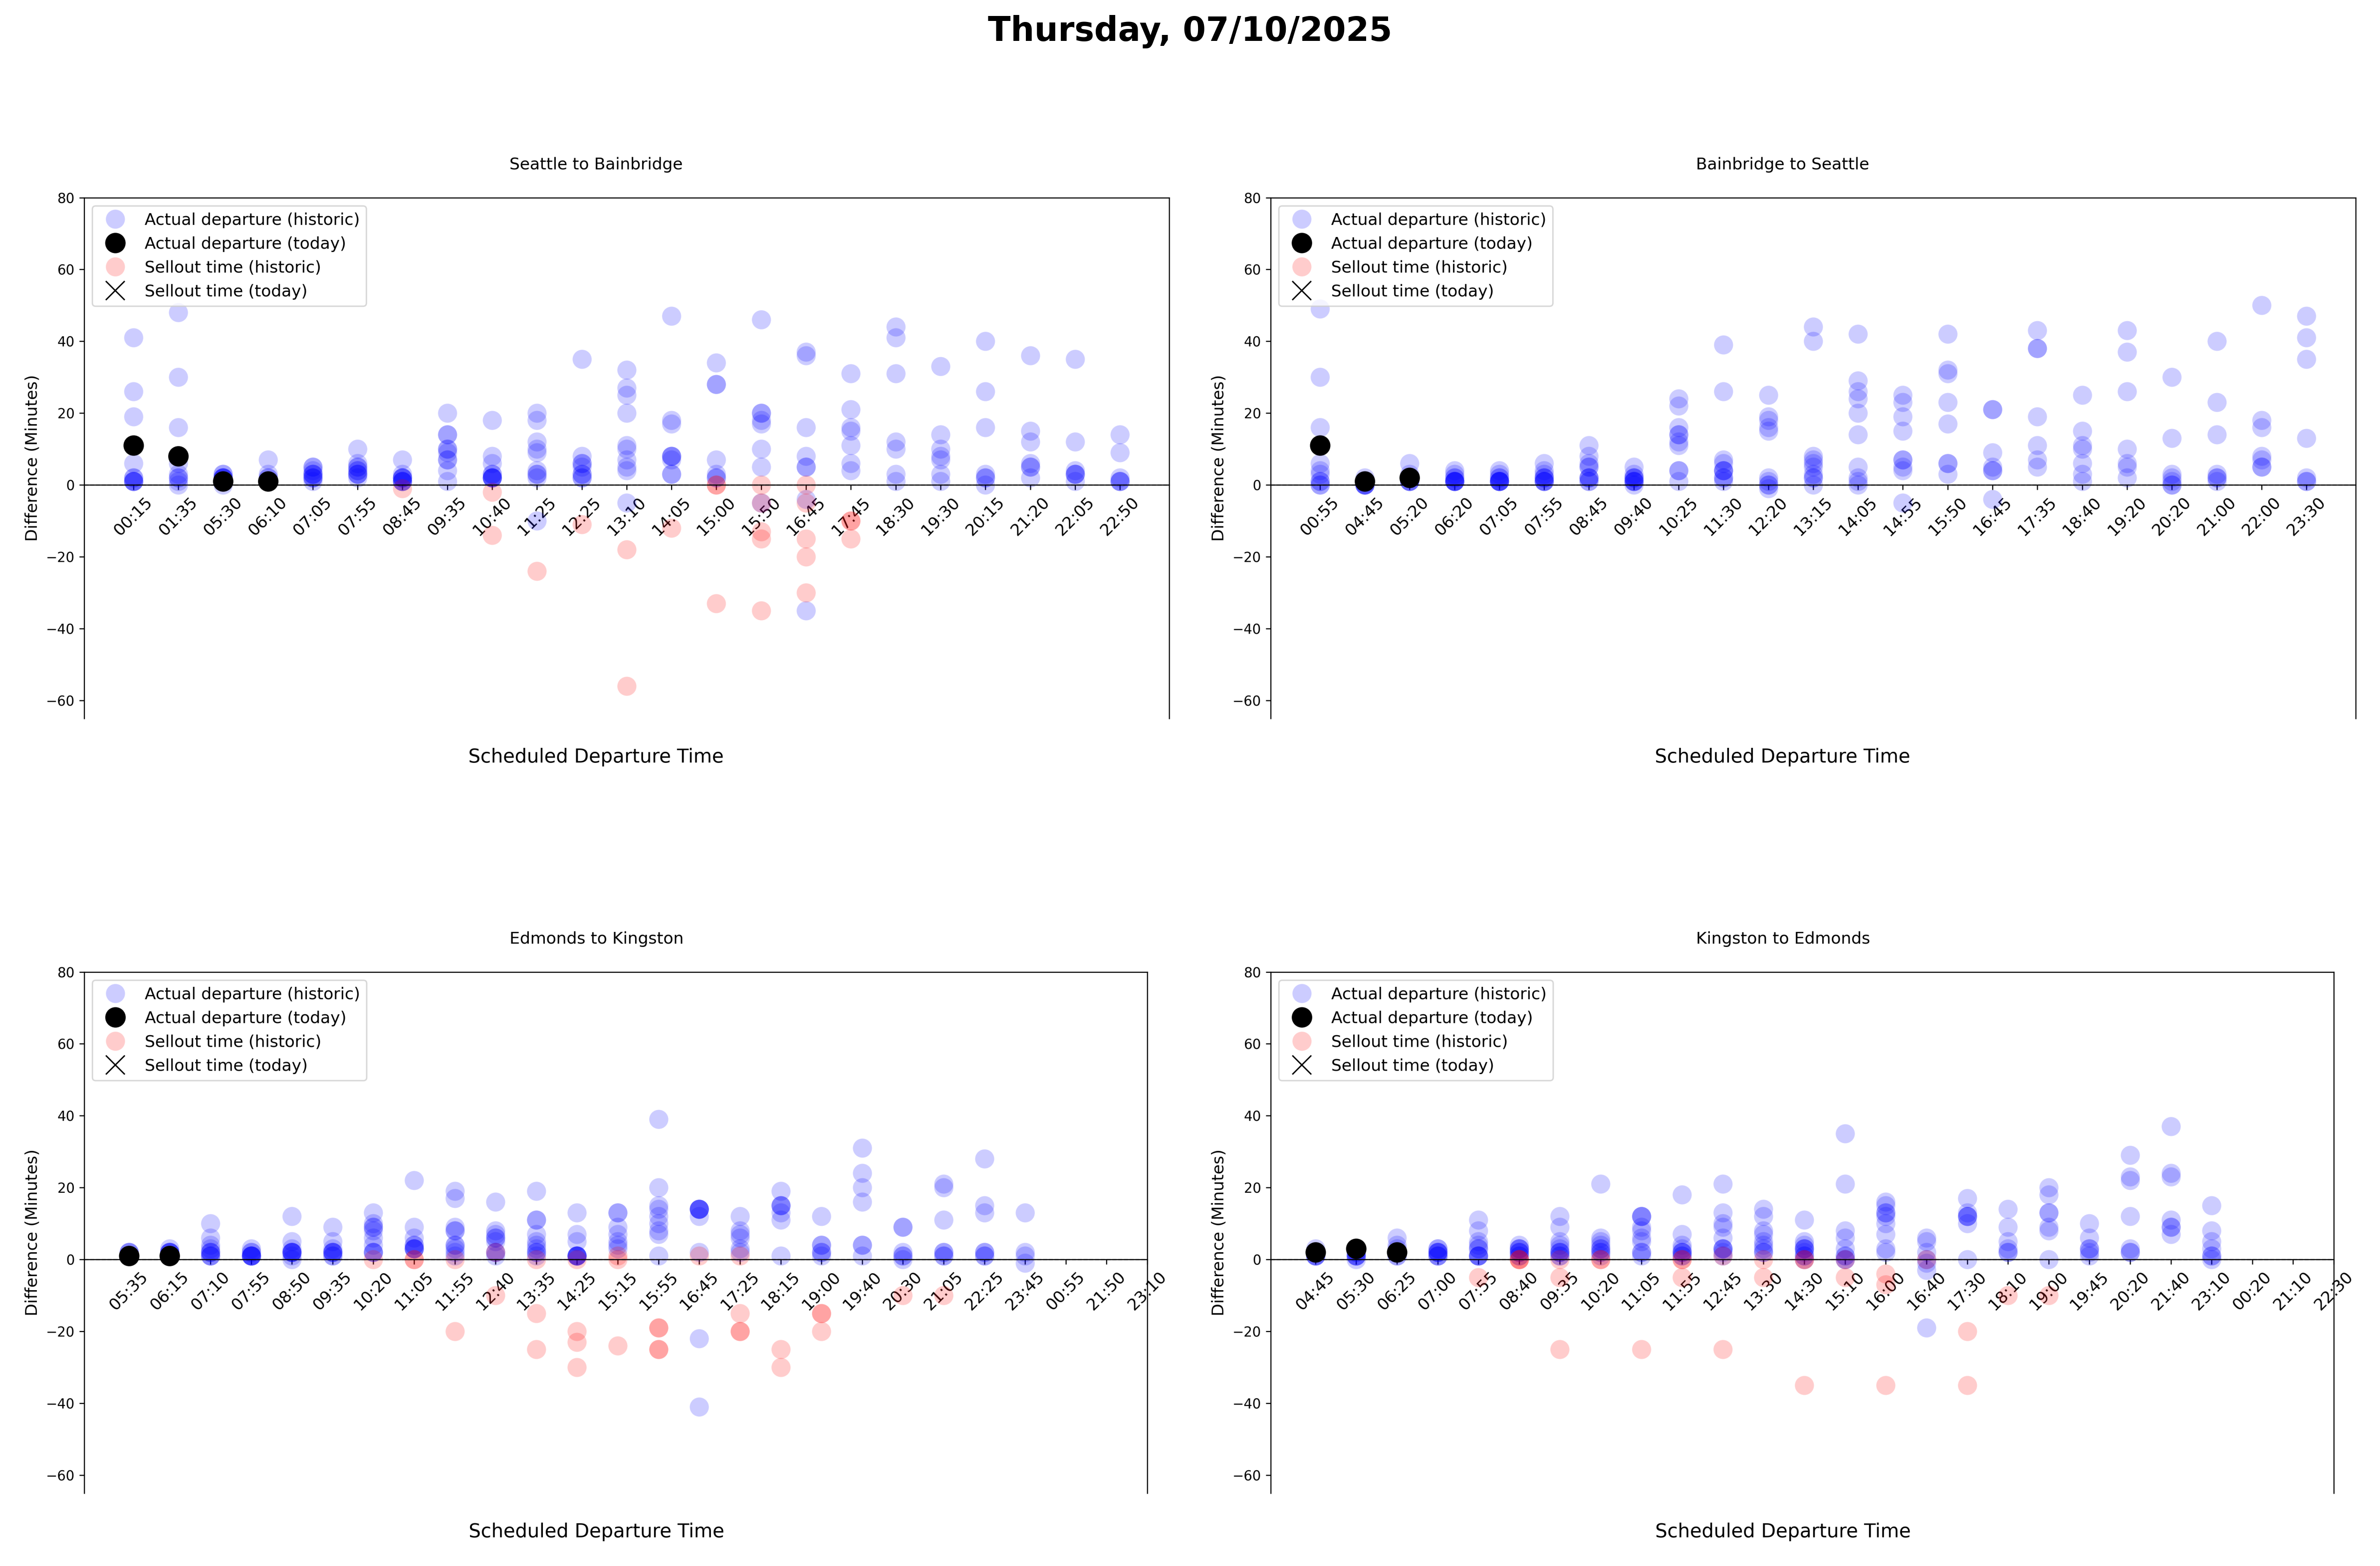 Thursday, 07/10/2025
Seattle to Bainbridge
80
60
40
20
0
−20
−40
−60
Difference (Minutes)
Actual departure (historic)
Actual departure (today)
Sellout time (historic)
Sellout time (today)
00:15 01:35 05:30 06:10 07:05 07:55 08:45 09:35 10:40 11:25 12:25 13:10 14:05 15:00 15:50 16:45 17:45 18:30 19:30 20:15 21:20 22:05 22:50
Scheduled Departure Time
Bainbridge to Seattle
80
60
40
20
0
−20
−40
−60
Difference (Minutes)
Actual departure (historic)
Actual departure (today)
Sellout time (historic)
Sellout time (today)
00:55 04:45 05:20 06:20 07:05 07:55 08:45 09:40 10:25 11:30 12:20 13:15 14:05 14:55 15:50 16:45 17:35 18:40 19:20 20:20 21:00 22:00 23:30
Scheduled Departure Time
Edmonds to Kingston
80
60
40
20
0
−20
−40
−60
Difference (Minutes)
Actual departure (historic)
Actual departure (today)
Sellout time (historic)
Sellout time (today)
05:35 06:15 07:10 07:55 08:50 09:35 10:20 11:05 11:55 12:40 13:35 14:25 15:15 15:55 16:45 17:25 18:15 19:00 19:40 20:30 21:05 22:25 23:45 00:55 21:50 23:10
Scheduled Departure Time
Kingston to Edmonds
80
60
40
20
0
−20
−40
−60
Difference (Minutes)
Actual departure (historic)
Actual departure (today)
Sellout time (historic)
Sellout time (today)
04:45 05:30 06:25 07:00 07:55 08:40 09:35 10:20 11:05 11:55 12:45 13:30 14:30 15:10 16:00 16:40 17:30 18:10 19:00 19:45 20:20 21:40 23:10 00:20 21:10 22:30
Scheduled Departure Time